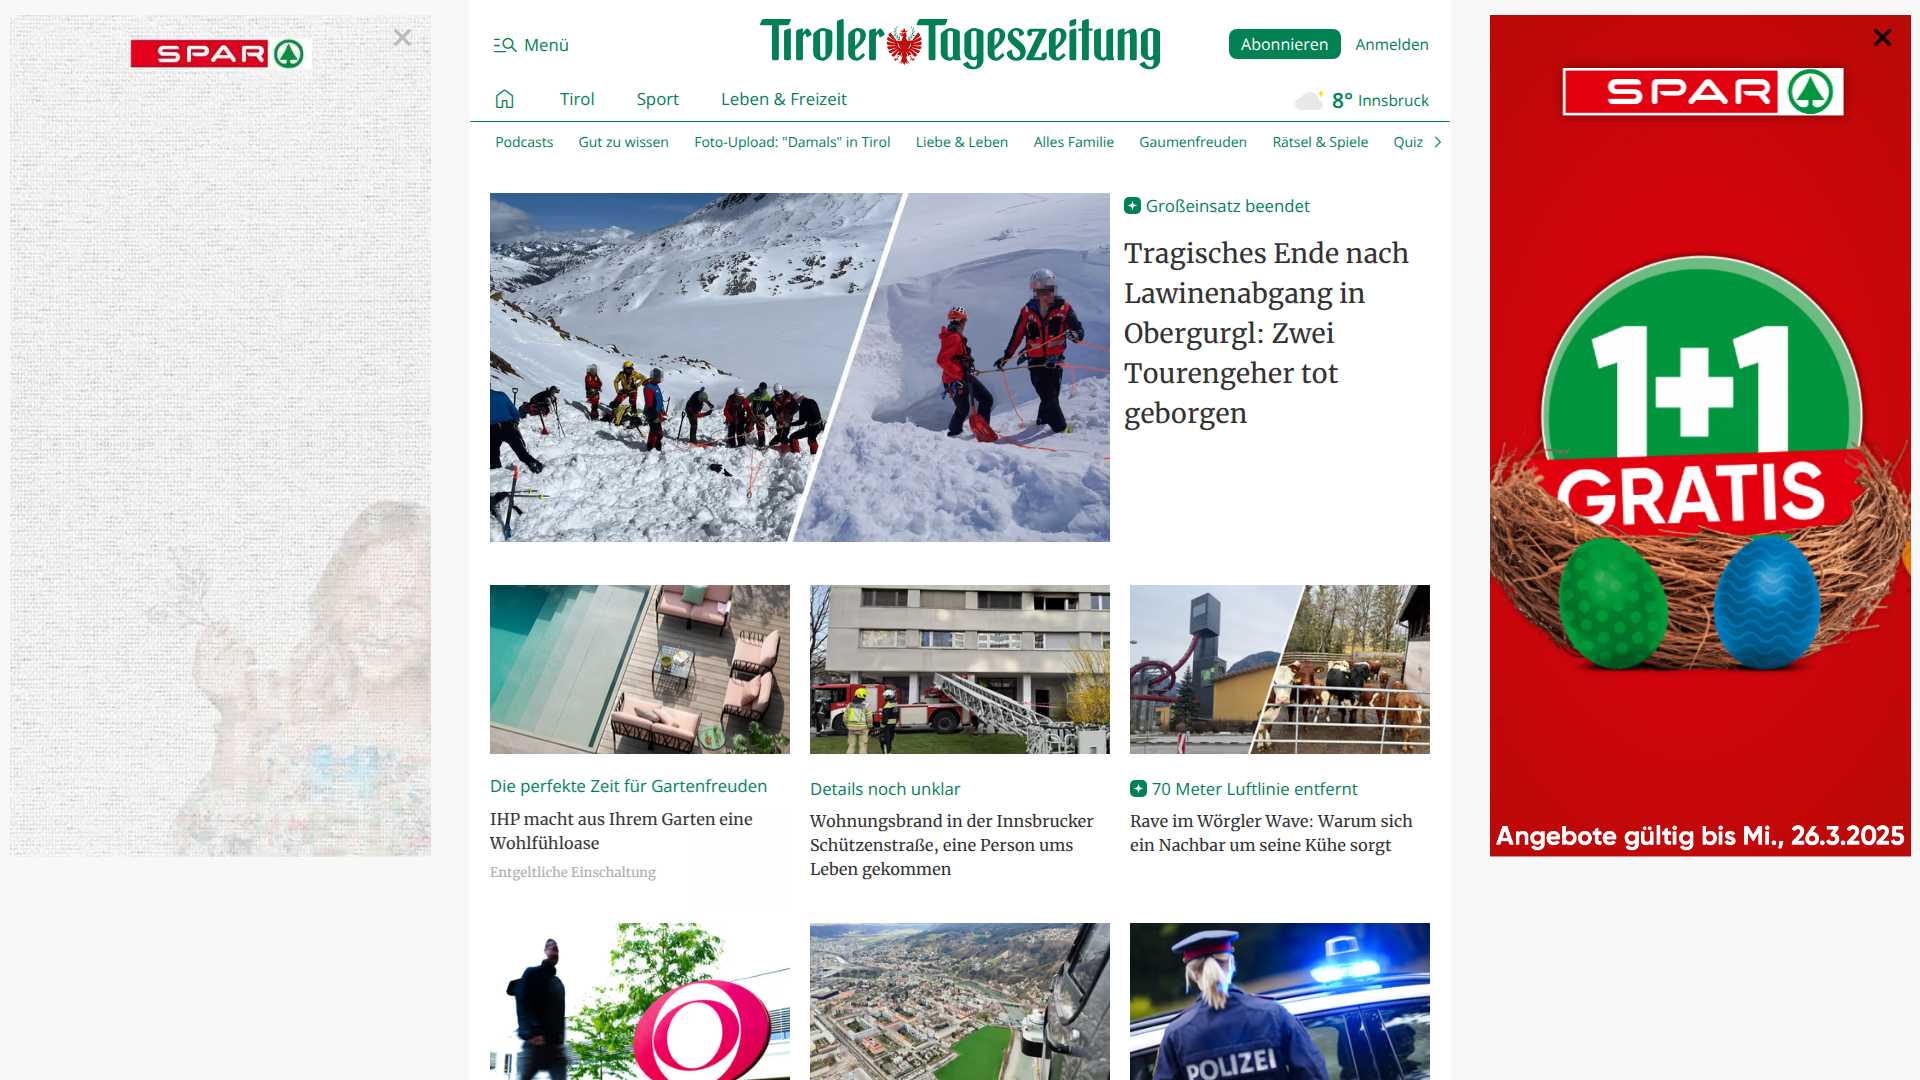 SPAR
Menü
Tiroler Tageszeitung
Abonnieren
Anmelden
Tirol
Sport
Leben & Freizeit
8° Innsbruck
Podcasts
Gut zu wissen
Foto-Upload: "Damals" in Tirol
Liebe & Leben
Alles Familie
Gaumenfreuden
Rätsel & Spiele
Quiz
Großeinsatz beendet
Tragisches Ende nach
Lawinenabgang in
Obergurgl: Zwei
Tourengeher tot
geborgen
Die perfekte Zeit für Gartenfreuden
IHP macht aus Ihrem Garten eine
Wohlfühloase
Entgeltliche Einschaltung
Details noch unklar
Wohnungsbrand in der Innsbrucker
Schützenstraße, eine Person ums
Leben gekommen
70 Meter Luftlinie entfernt
Rave im Wörgler Wave: Warum sich
ein Nachbar um seine Kühe sorgt
POLIZEI
SPAR
1+1
GRATIS
Angebote gültig bis Mi., 26.3.2025